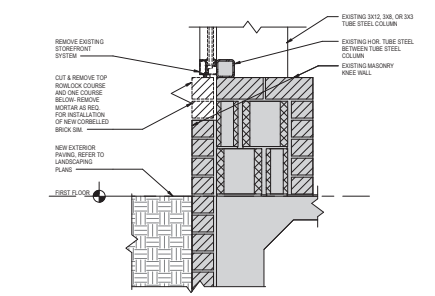 EXISTING 3X12, 3X8, OR 3X3
TUBE STEEL COLUMN
REMOVE EXISTING
STOREFRONT
SYSTEM
EXISTING HOR. TUBE STEEL
BETWEEN TUBE STEEL
COLUMN
EXISTING MASONRY
KNEE WALL
CUT & REMOVE TOP
ROWLOCK COURSE
AND ONE COURSE
BELOW- REMOVE
MORTAR AS REQ.
FOR INSTALLATION
OF NEW CORBELLED
BRICK SIM.
NEW EXTERIOR
PAVING, REFER TO
LANDSCAPING
PLANS
FIRST FLOOR